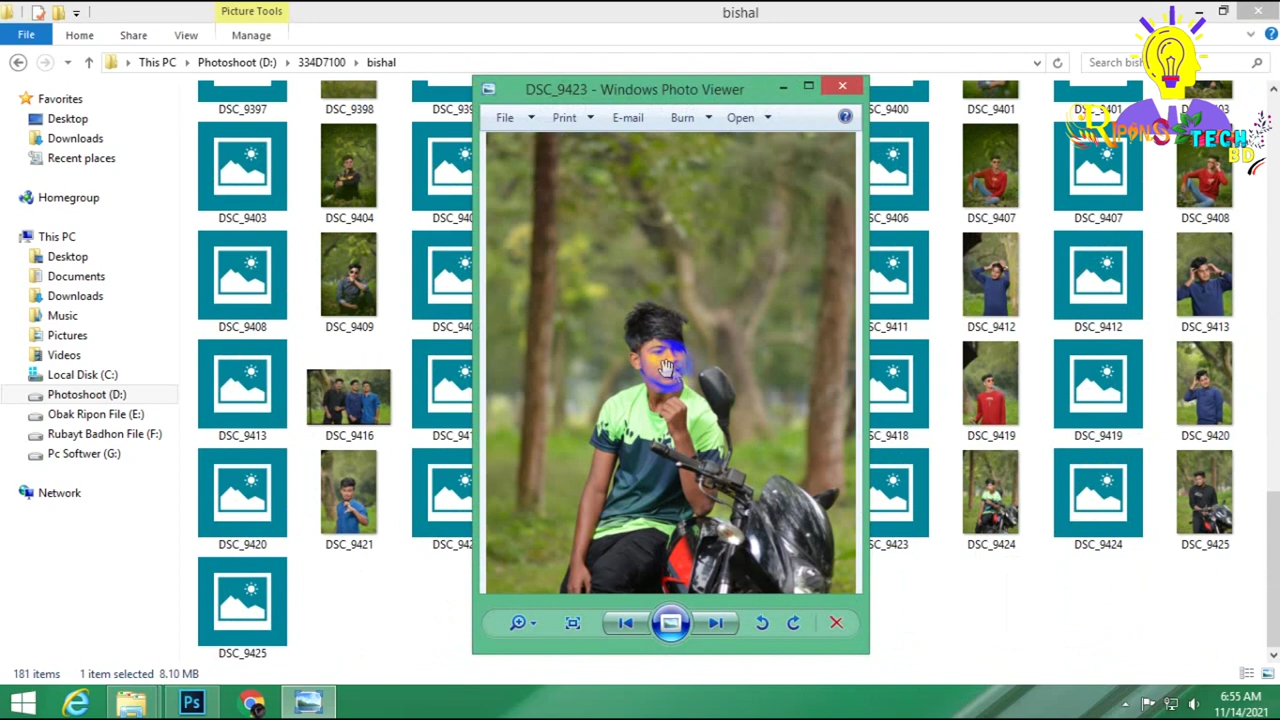 Picture Tools
bishal
File
Home
Share
View
Manage
This PC
Photoshoot (D:)
334D7100
bishal
Search
RIPON'S TECH BD
Favorites
Desktop
Downloads
Recent places
Homegroup
This PC
Desktop
Documents
Downloads
Music
Pictures
Videos
Local Disk (C:)
Photoshoot (D:)
Obak Ripon File (E:)
Rubayt Badhon File (F:)
Pc Softwer (G:)
Network
DSC_9423 - Windows Photo Viewer
File
Print
E-mail
Burn
Open
DSC_9397
DSC_9398
DSC_9400
DSC_9401
DSC_9401
DSC_9403
DSC_9404
DSC_9406
DSC_9407
DSC_9407
DSC_9408
DSC_9408
DSC_9409
DSC_9411
DSC_9412
DSC_9412
DSC_9413
DSC_9413
DSC_9416
DSC_9418
DSC_9419
DSC_9419
DSC_9420
DSC_9420
DSC_9421
DSC_9423
DSC_9424
DSC_9424
DSC_9425
DSC_9425
181 items
1 item selected 8.10 MB
Ps
6:55 AM
11/14/2021